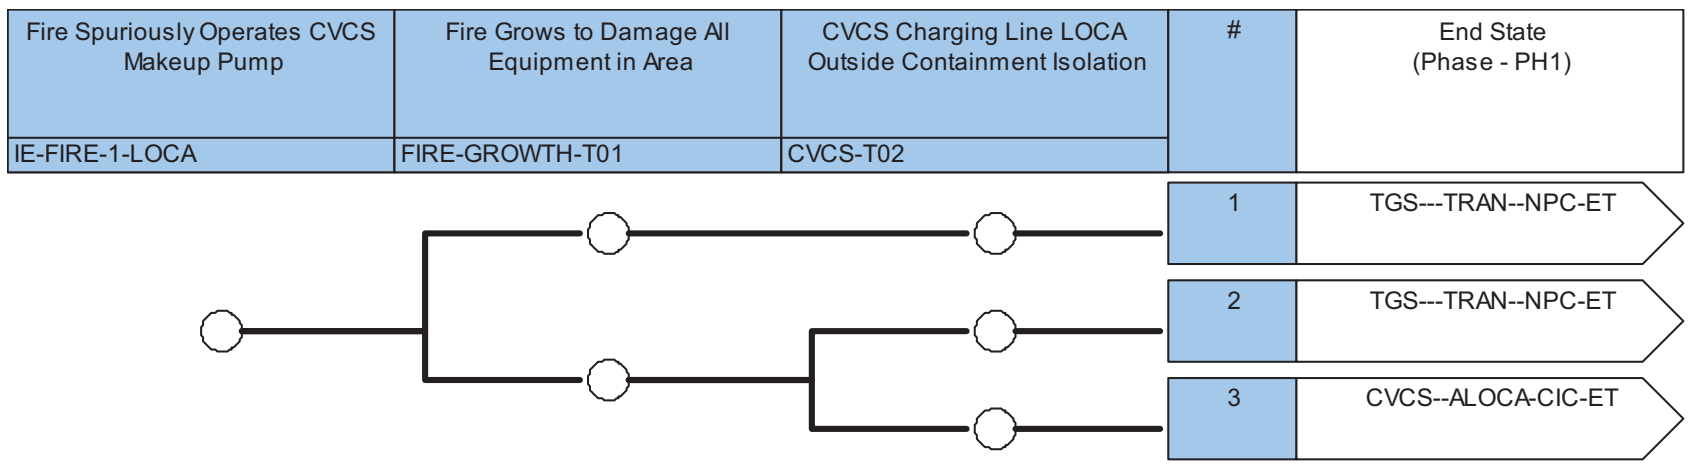 Fire Spuriously Operates CVCS
Makeup Pump
IE-FIRE-1-LOCA
Fire Grows to Damage All
Equipment in Area
FIRE-GROWTH-T01
CVCS Charging Line LOCA
Outside Containment Isolation
CVCS-T02
#
End State
(Phase - PH1)
1
TGS---TRAN--NPC-ET
2
TGS---TRAN--NPC-ET
3
CVCS--ALOCA-CIC-ET